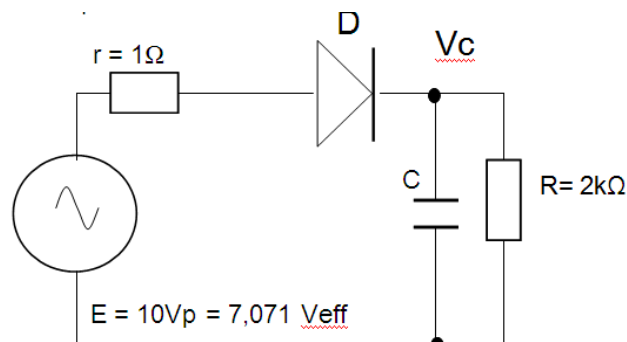 D
Vc
r = 1Ω
C
R= 2kΩ
E = 10Vp = 7,071 Veff